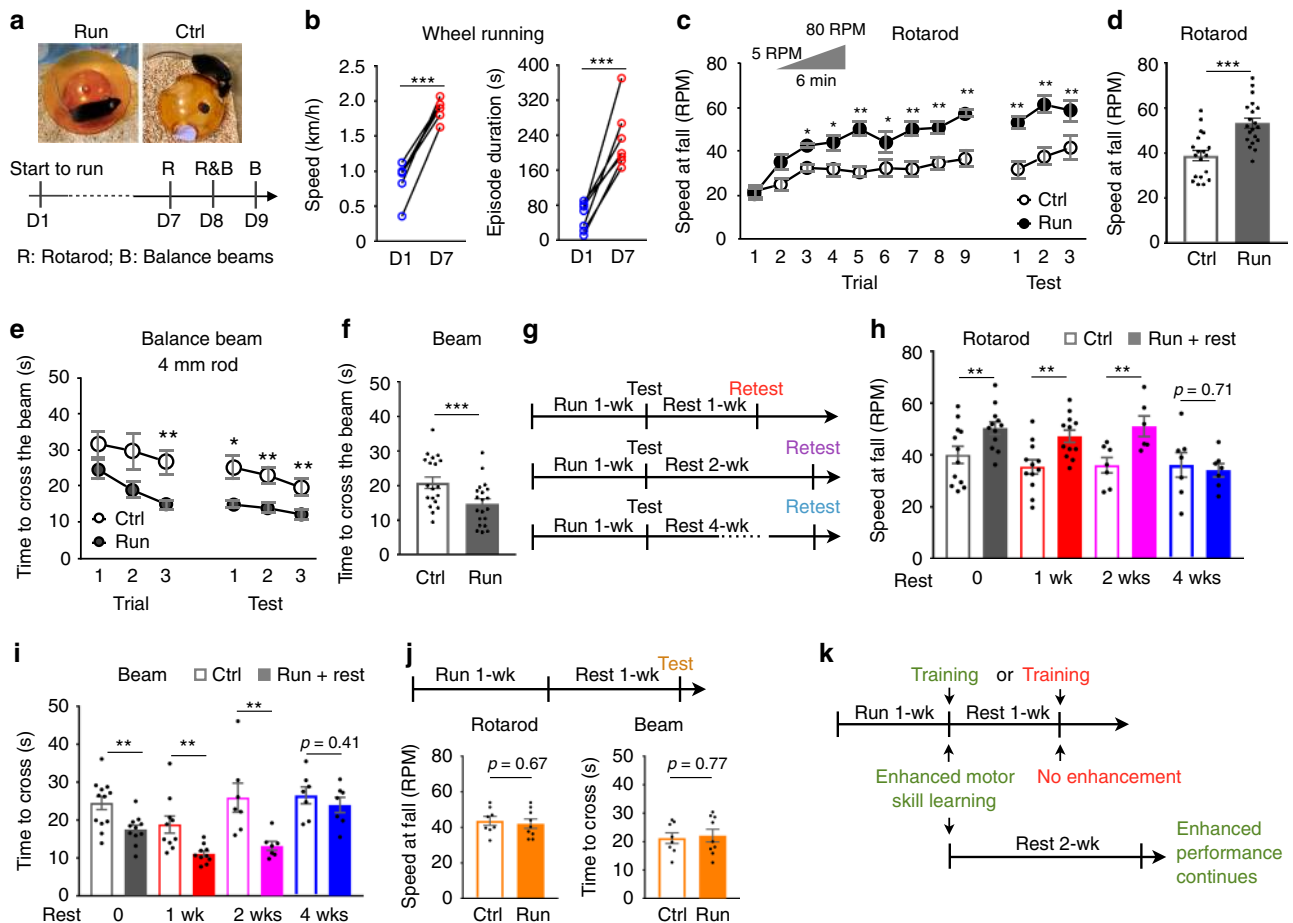 a
Run
Ctrl
Start to run
R
R&B
B
D1
D7
D8
D9
R: Rotarod; B: Balance beams
b
Wheel running
Speed (km/h)
2.5
2.0
1.5
1.0
0.5
0
***
D1
D7
Episode duration (s)
400
320
240
160
80
0
***
D1
D7
c
Rotarod
80 RPM
5 RPM
6 min
Speed at fall (RPM)
80
60
40
20
0
* * ** * ** ** **
** ** **
Ctrl
Run
1 2 3 4 5 6 7 8 9
1 2 3
Trial
Test
d
Rotarod
Speed at fall (RPM)
80
60
40
20
0
***
Ctrl
Run
e
Balance beam
4 mm rod
Time to cross the beam (s)
40
30
20
10
0
**
* ** **
Ctrl
Run
1 2 3
1 2 3
Trial
Test
f
Beam
Time to cross the beam (s)
50
40
30
20
10
0
***
Ctrl
Run
g
Test
Retest
Run 1-wk
Rest 1-wk
Test
Retest
Run 1-wk
Rest 2-wk
Test
Retest
Run 1-wk
Rest 4-wk
h
Rotarod
Ctrl
Run + rest
Speed at fall (RPM)
80
60
40
20
0
**
**
**
p = 0.71
Rest
0
1 wk
2 wks
4 wks
i
Beam
Ctrl
Run + rest
Time to cross (s)
50
40
30
20
10
0
**
**
**
p = 0.41
Rest
0
1 wk
2 wks
4 wks
j
Test
Run 1-wk
Rest 1-wk
Rotarod
Speed at fall (RPM)
80
60
40
20
0
p = 0.67
Ctrl
Run
Beam
Time to cross (s)
50
40
30
20
10
0
p = 0.77
Ctrl
Run
k
Training or Training
Run 1-wk
Rest 1-wk
Enhanced motor
skill learning
No enhancement
Rest 2-wk
Enhanced
performance
continues